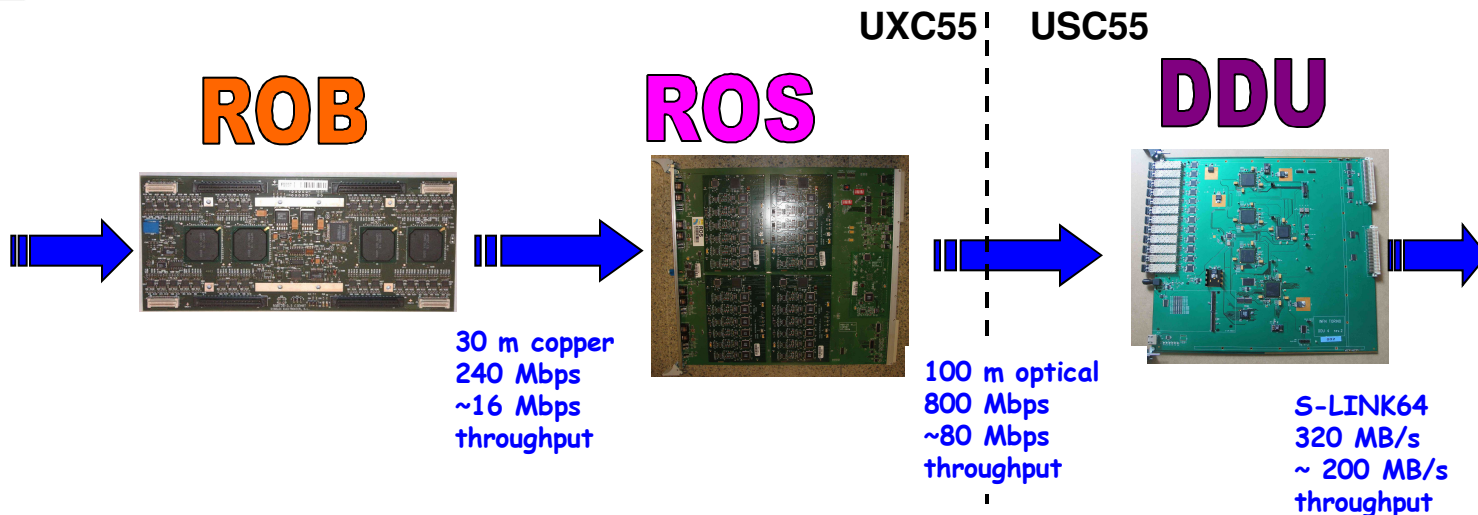 UXC55
USC55
ROB
ROS
DDU
30 m copper
240 Mbps
~16 Mbps
throughput
100 m optical
800 Mbps
~80 Mbps
throughput
S-LINK64
320 MB/s
~ 200 MB/s
throughput